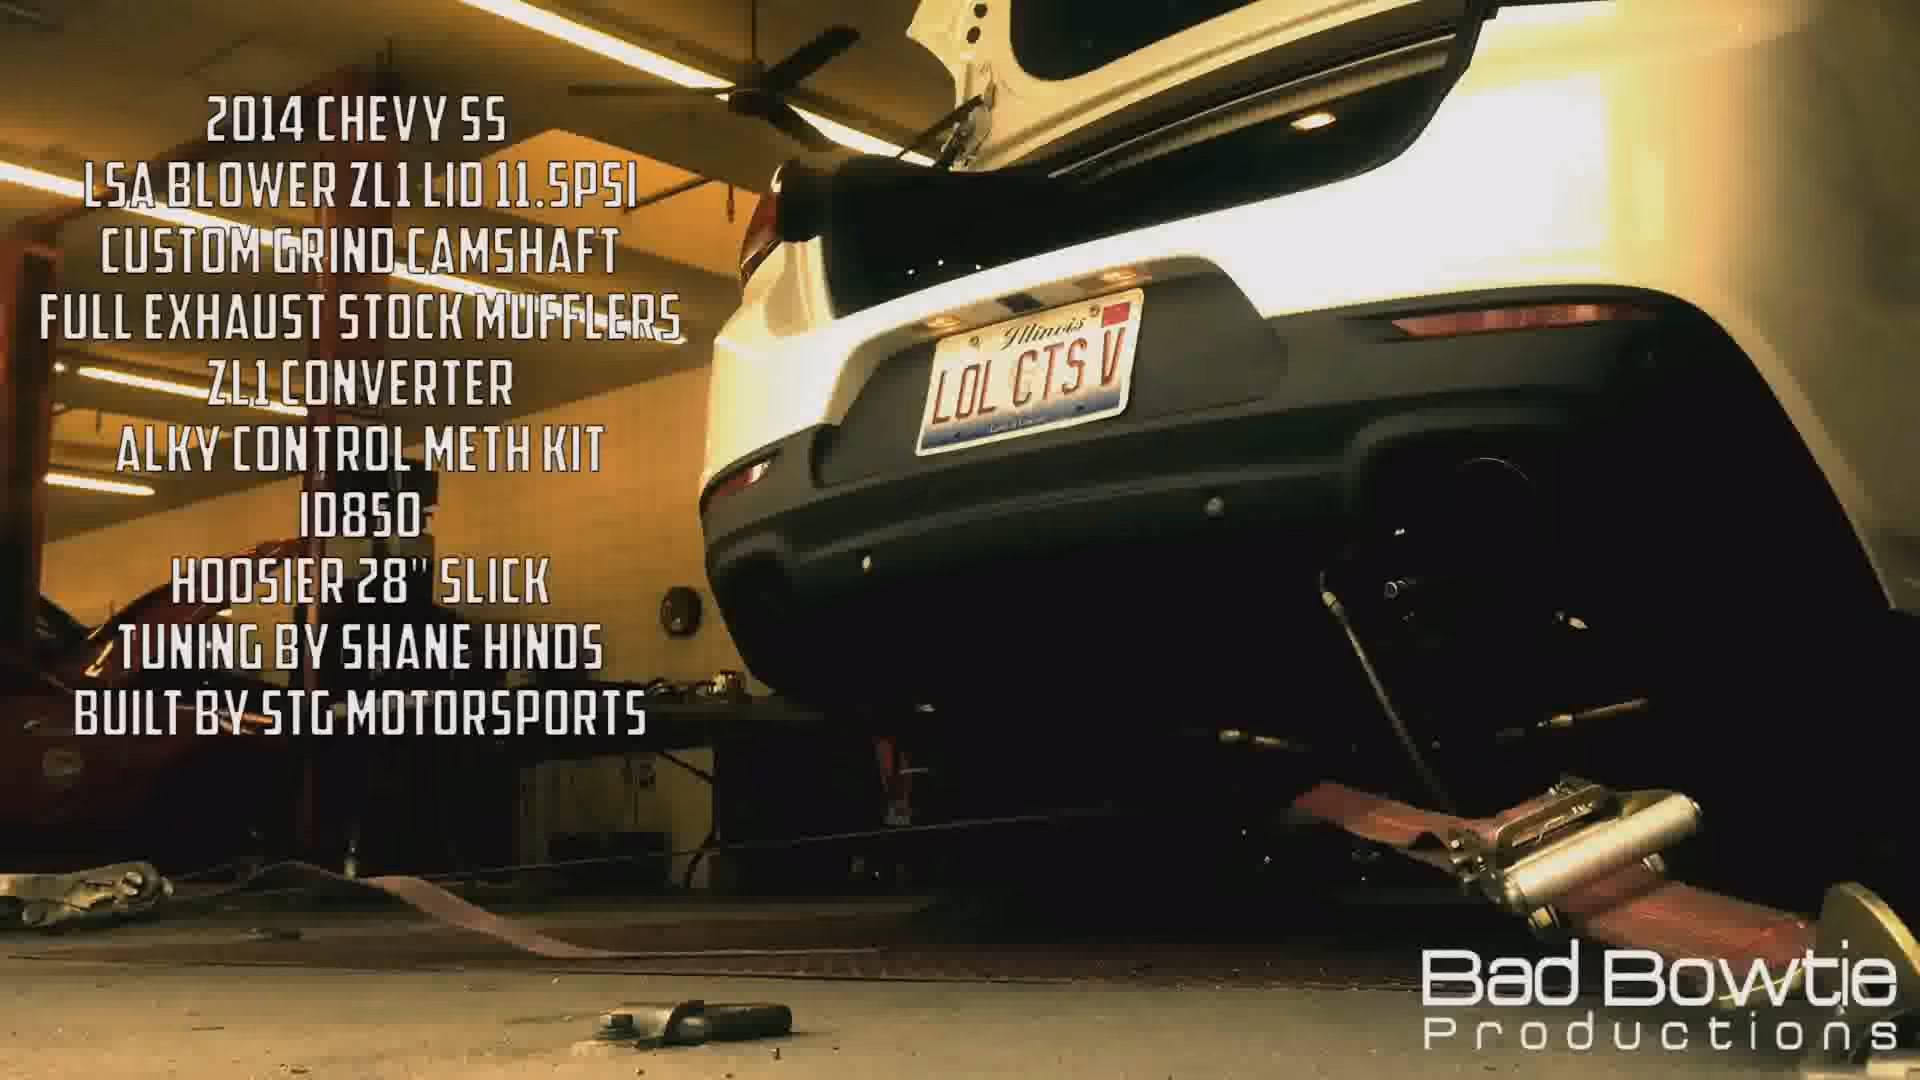 2014 CHEVY SS
LSA BLOWER ZL1 LID 11.5PSI
CUSTOM GRIND CAMSHAFT
FULL EXHAUST STOCK MUFFLERS
ZL1 CONVERTER
ALKY CONTROL METH KIT
ID850
HOOSIER 28" SLICK
TUNING BY SHANE HINDS
BUILT BY STG MOTORSPORTS
Illinois
LOL CTS V
Bad Bowtie
Productions